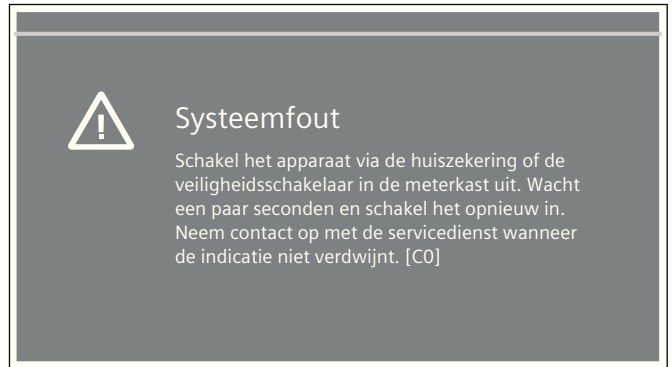 Systeemfout
Schakel het apparaat via de huiszekering of de
veiligheidsschakelaar in de meterkast uit. Wacht
een paar seconden en schakel het opnieuw in.
Neem contact op met de servicedienst wanneer
de indicatie niet verdwijnt. [C0]